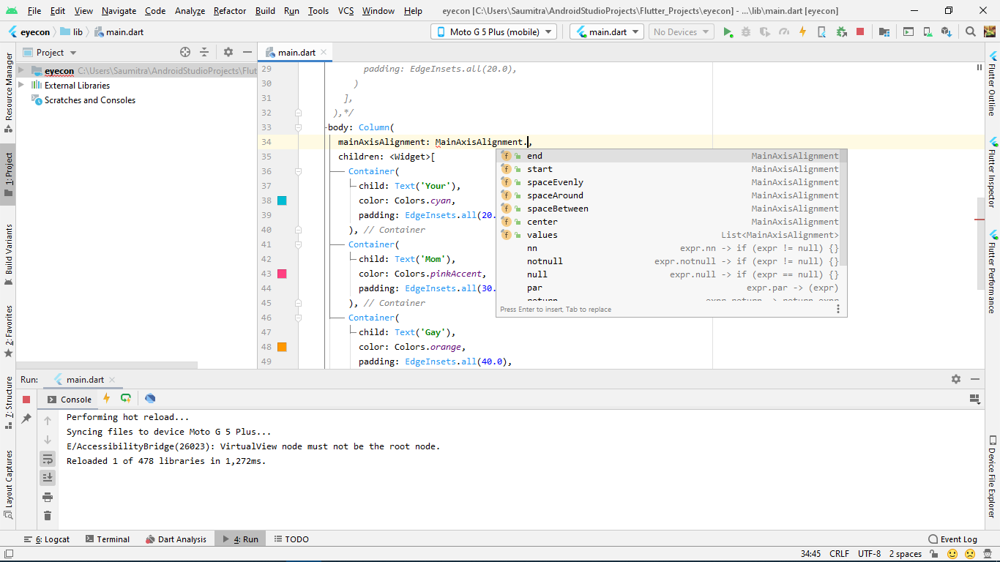 File Edit View Navigate Code Analyze Refactor Build Run Tools VCS Window Help eyecon [C:\Users\Saumitra\AndroidStudioProjects\Flutter_Projects\eyecon] - ...\lib\main.dart [eyecon]
eyecon lib main.dart Moto G 5 Plus (mobile) main.dart No Devices
Project main.dart
eyecon C:\Users\Saumitra\AndroidStudioProjects\Flut
External Libraries
Scratches and Consoles
Resource Manager
1: Project
Build Variants
2: Favorites
7: Structure
Layout Captures
29 padding: EdgeInsets.all(20.0),
30 )
31 ],
32 ),*/
33 body: Column(
34 mainAxisAlignment: MainAxisAlignment.,
35 children: <Widget>[
36 Container(
37 child: Text('Your'),
38 color: Colors.cyan,
39 padding: EdgeInsets.all(20.
40 ), // Container
41 Container(
42 child: Text('Mom'),
43 color: Colors.pinkAccent,
44 padding: EdgeInsets.all(30.
45 ), // Container
46 Container(
47 child: Text('Gay'),
48 color: Colors.orange,
49 padding: EdgeInsets.all(40.0),
f end MainAxisAlignment
f start MainAxisAlignment
f spaceEvenly MainAxisAlignment
f spaceAround MainAxisAlignment
f spaceBetween MainAxisAlignment
f center MainAxisAlignment
f values List<MainAxisAlignment>
nn expr.nn -> if (expr != null) {}
notnull expr.notnull -> if (expr != null) {}
null expr.null -> if (expr == null) {}
par expr.par -> (expr)
return expr.return -> return expr
Press Enter to insert, Tab to replace
Flutter Outline
Flutter Inspector
Flutter Performance
Device File Explorer
Run: main.dart
Console
Performing hot reload...
Syncing files to device Moto G 5 Plus...
E/AccessibilityBridge(26023): VirtualView node must not be the root node.
Reloaded 1 of 478 libraries in 1,272ms.
6: Logcat Terminal Dart Analysis 4: Run TODO Event Log
34:45 CRLF UTF-8 2 spaces